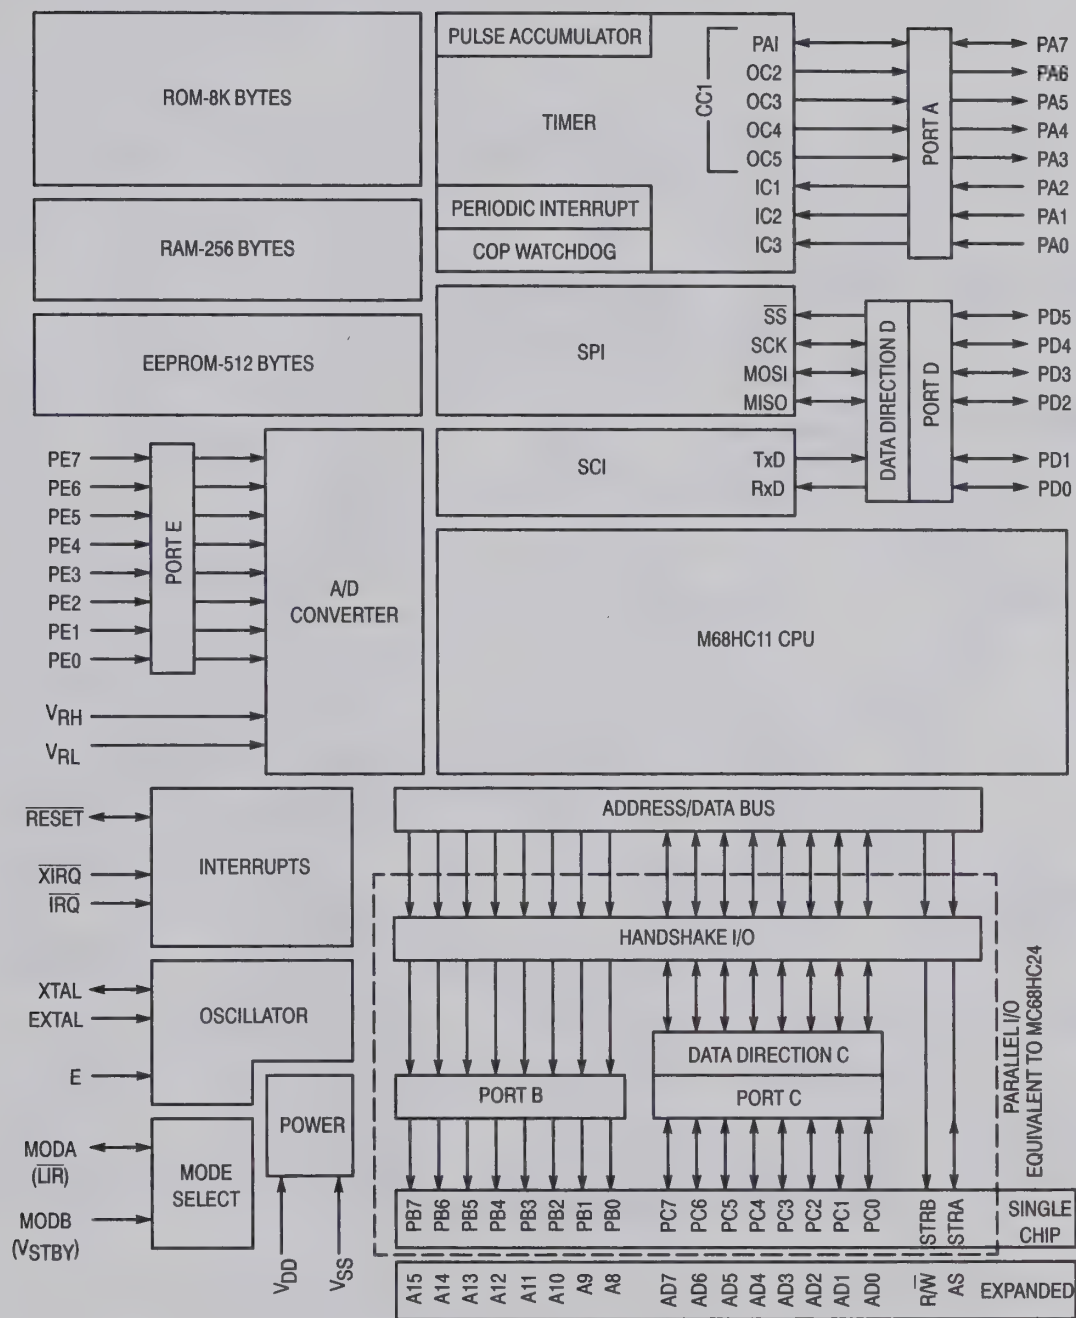 ROM-8K BYTES
RAM-256 BYTES
EEPROM-512 BYTES
PULSE ACCUMULATOR
TIMER
PERIODIC INTERRUPT
COP WATCHDOG
CC1
PAI
OC2
OC3
OC4
OC5
IC1
IC2
IC3
PORT A
PA7
PA6
PA5
PA4
PA3
PA2
PA1
PA0
SPI
SS
SCK
MOSI
MISO
SCI
TxD
RxD
DATA DIRECTION D
PORT D
PD5
PD4
PD3
PD2
PD1
PD0
PE7
PE6
PE5
PE4
PE3
PE2
PE1
PE0
PORT E
VRH
VRL
A/D
CONVERTER
M68HC11 CPU
RESET
XIRQ
IRQ
INTERRUPTS
XTAL
EXTAL
E
OSCILLATOR
POWER
VDD
VSS
MODA
(LIR)
MODB
(VSTBY)
MODE
SELECT
ADDRESS/DATA BUS
HANDSHAKE I/O
DATA DIRECTION C
PORT B
PORT C
PARALLEL I/O
EQUIVALENT TO MC68HC24
PB7 PB6 PB5 PB4 PB3 PB2 PB1 PB0 PC7 PC6 PC5 PC4 PC3 PC2 PC1 PC0 STRB STRA
SINGLE
CHIP
A15 A14 A13 A12 A11 A10 A9 A8 AD7 AD6 AD5 AD4 AD3 AD2 AD1 AD0 R/W AS EXPANDED